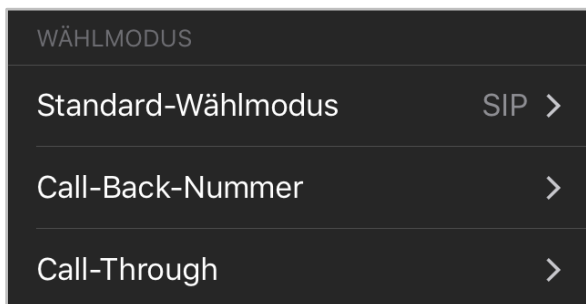 WÄHLMODUS
Standard-Wählmodus SIP
Call-Back-Nummer
Call-Through